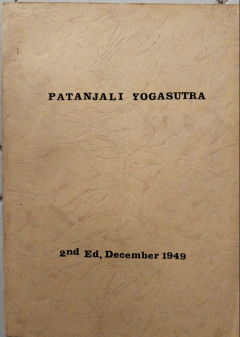 PATANJALI YOGASUTRA
2nd Ed, December 1949